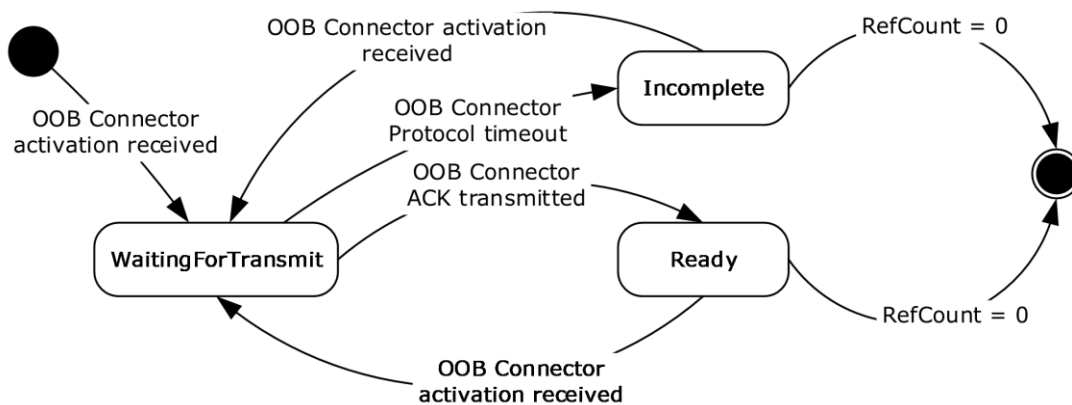 OOB Connector activation
received
RefCount = 0
Incomplete
OOB Connector
activation received
OOB Connector
Protocol timeout
OOB Connector
ACK transmitted
WaitingForTransmit
Ready
RefCount = 0
OOB Connector
activation received